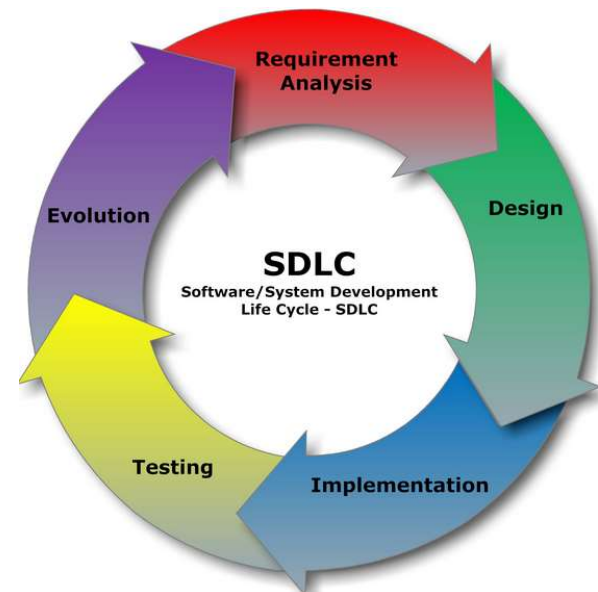 Requirement
Analysis
Design
Implementation
Testing
Evolution
SDLC
Software/System Development
Life Cycle - SDLC